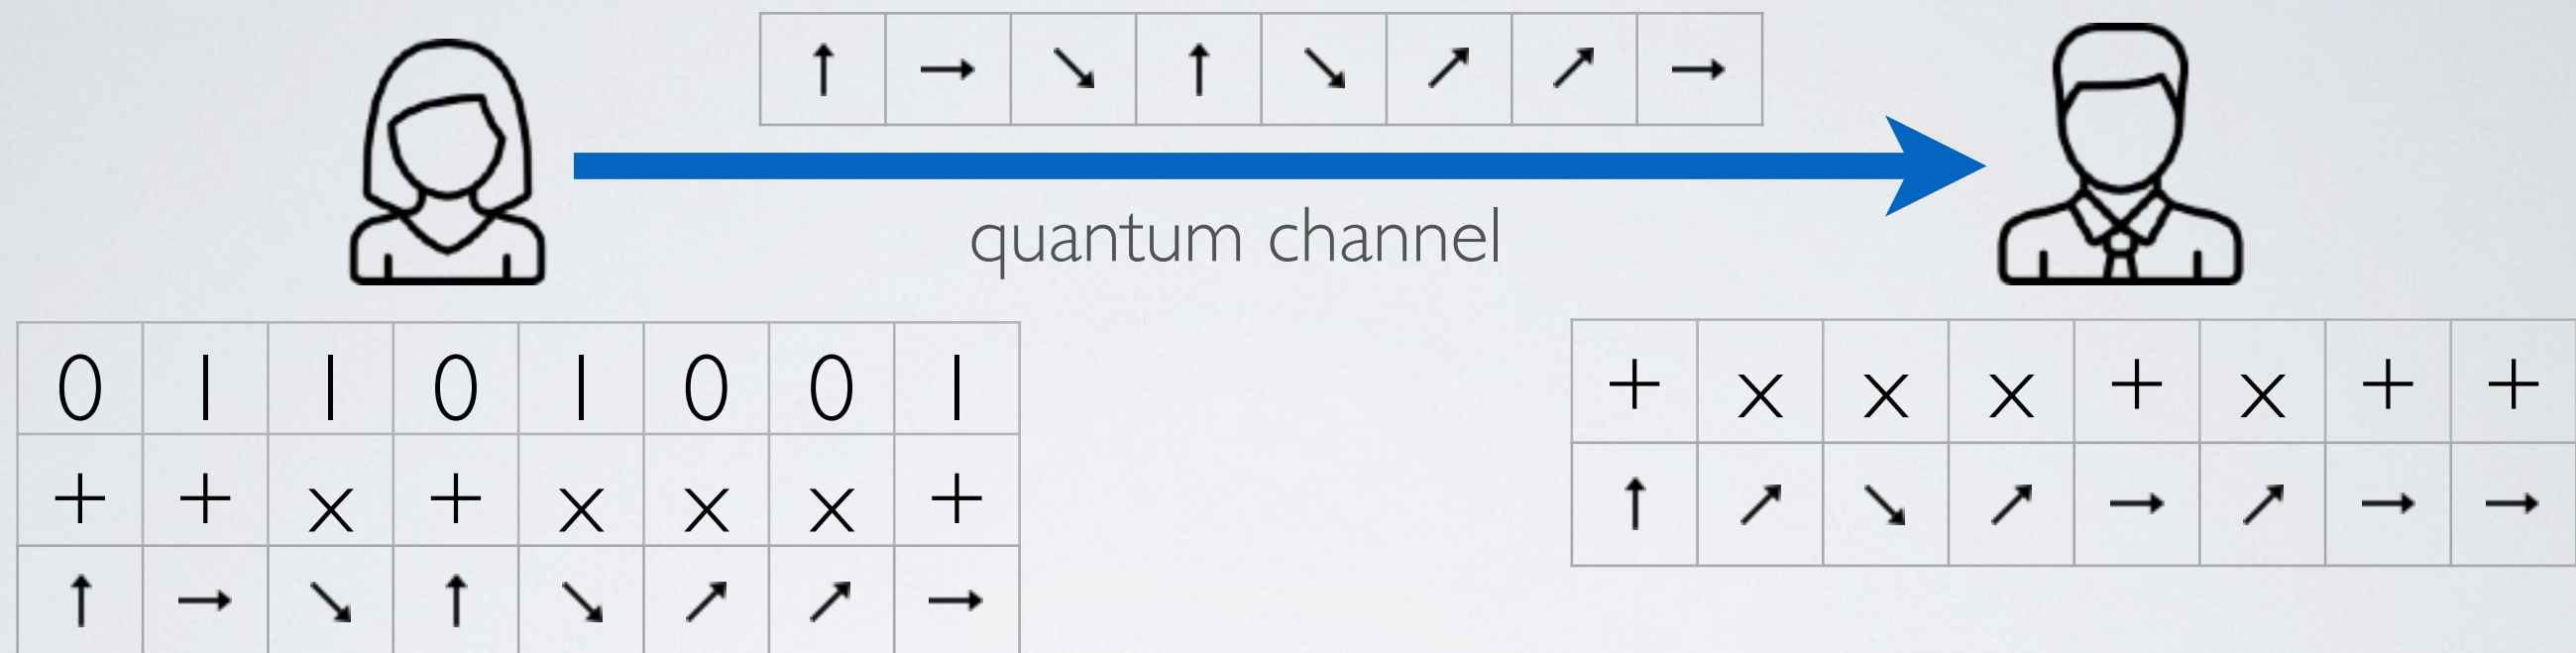 ↑ → ↘ ↑ ↘ ↗ ↗ →
quantum channel
0 1 1 0 1 0 0 1
+ + × + × × × +
↑ → ↘ ↑ ↘ ↗ ↗ →
+ × × × + × + +
↑ ↗ ↘ ↗ → ↗ → →